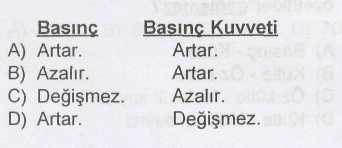 Basınç Basınç Kuvveti
A) Artar. Artar.
B) Azalır. Artar.
C) Değişmez. Azalır.
D) Artar. Değişmez.